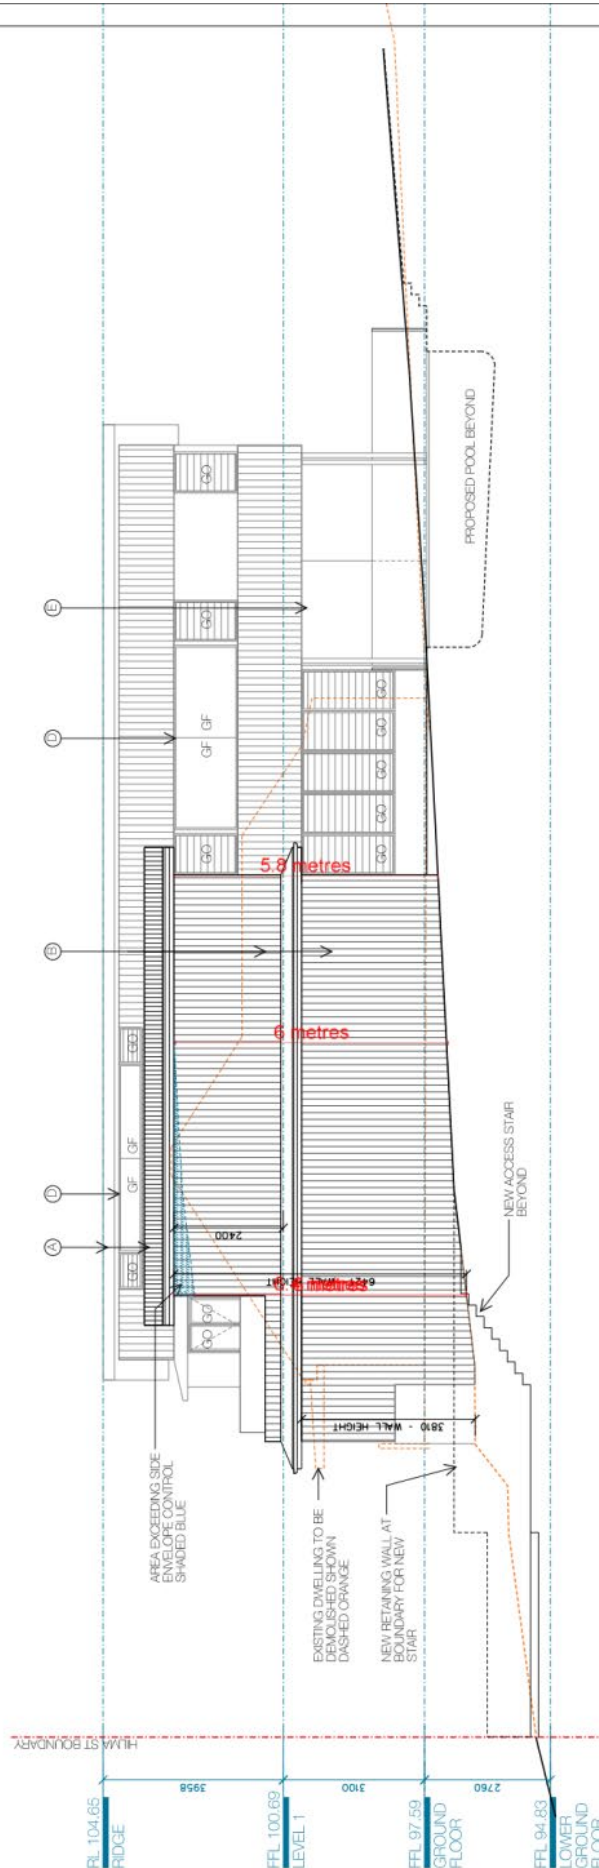 RL 104.65
RIDGE
3958
FFL 100.69
LEVEL 1
3100
FFL 97.59
GROUND
FLOOR
2760
FFL 94.83
LOWER
GROUND
FLOOR
HILMA ST BOUNDARY
AREA EXCEEDING SIDE
ENVELOPE CONTROL
SHADED BLUE
EXISTING DWELLING TO BE
DEMOLISHED SHOWN
DASHED ORANGE
NEW RETAINING WALL AT
BOUNDARY FOR NEW
STAIR
3810 - WALL HEIGHT
NEW ACCESS STAIR
BEYOND
A
D
B
D
E
GO
GF
GF
GO
GO
GO
2400
6 metres
5.8 metres
GO
GF
GF
GO
GO
GO
GO
GO
GO
GO
PROPOSED POOL BEYOND